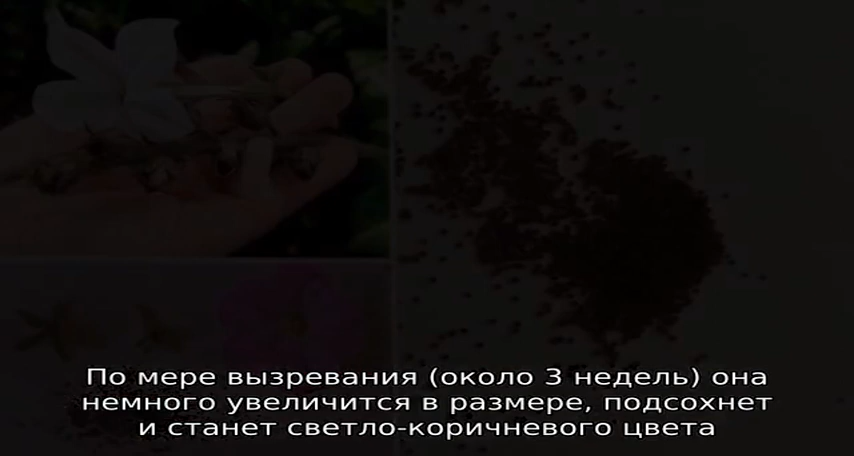 По мере вызревания (около 3 недель) она
немного увеличится в размере, подсохнет
и станет светло-коричневого цвета